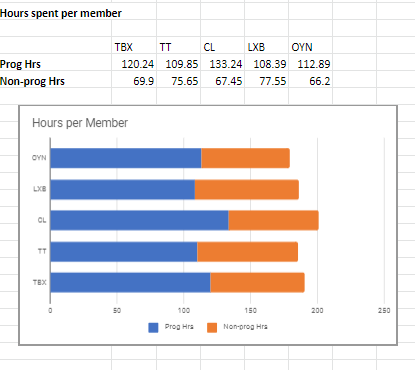 Hours spent per member
TBX TT CL LXB OYN
Prog Hrs 120.24 109.85 133.24 108.39 112.89
Non-prog Hrs 69.9 75.65 67.45 77.55 66.2
Hours per Member
OYN
LXB
CL
TT
TBX
0 50 100 150 200 250
Prog Hrs Non-prog Hrs